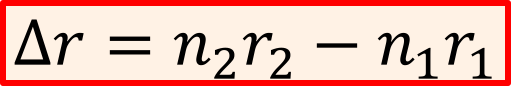 Δr = n₂r₂ − n₁r₁